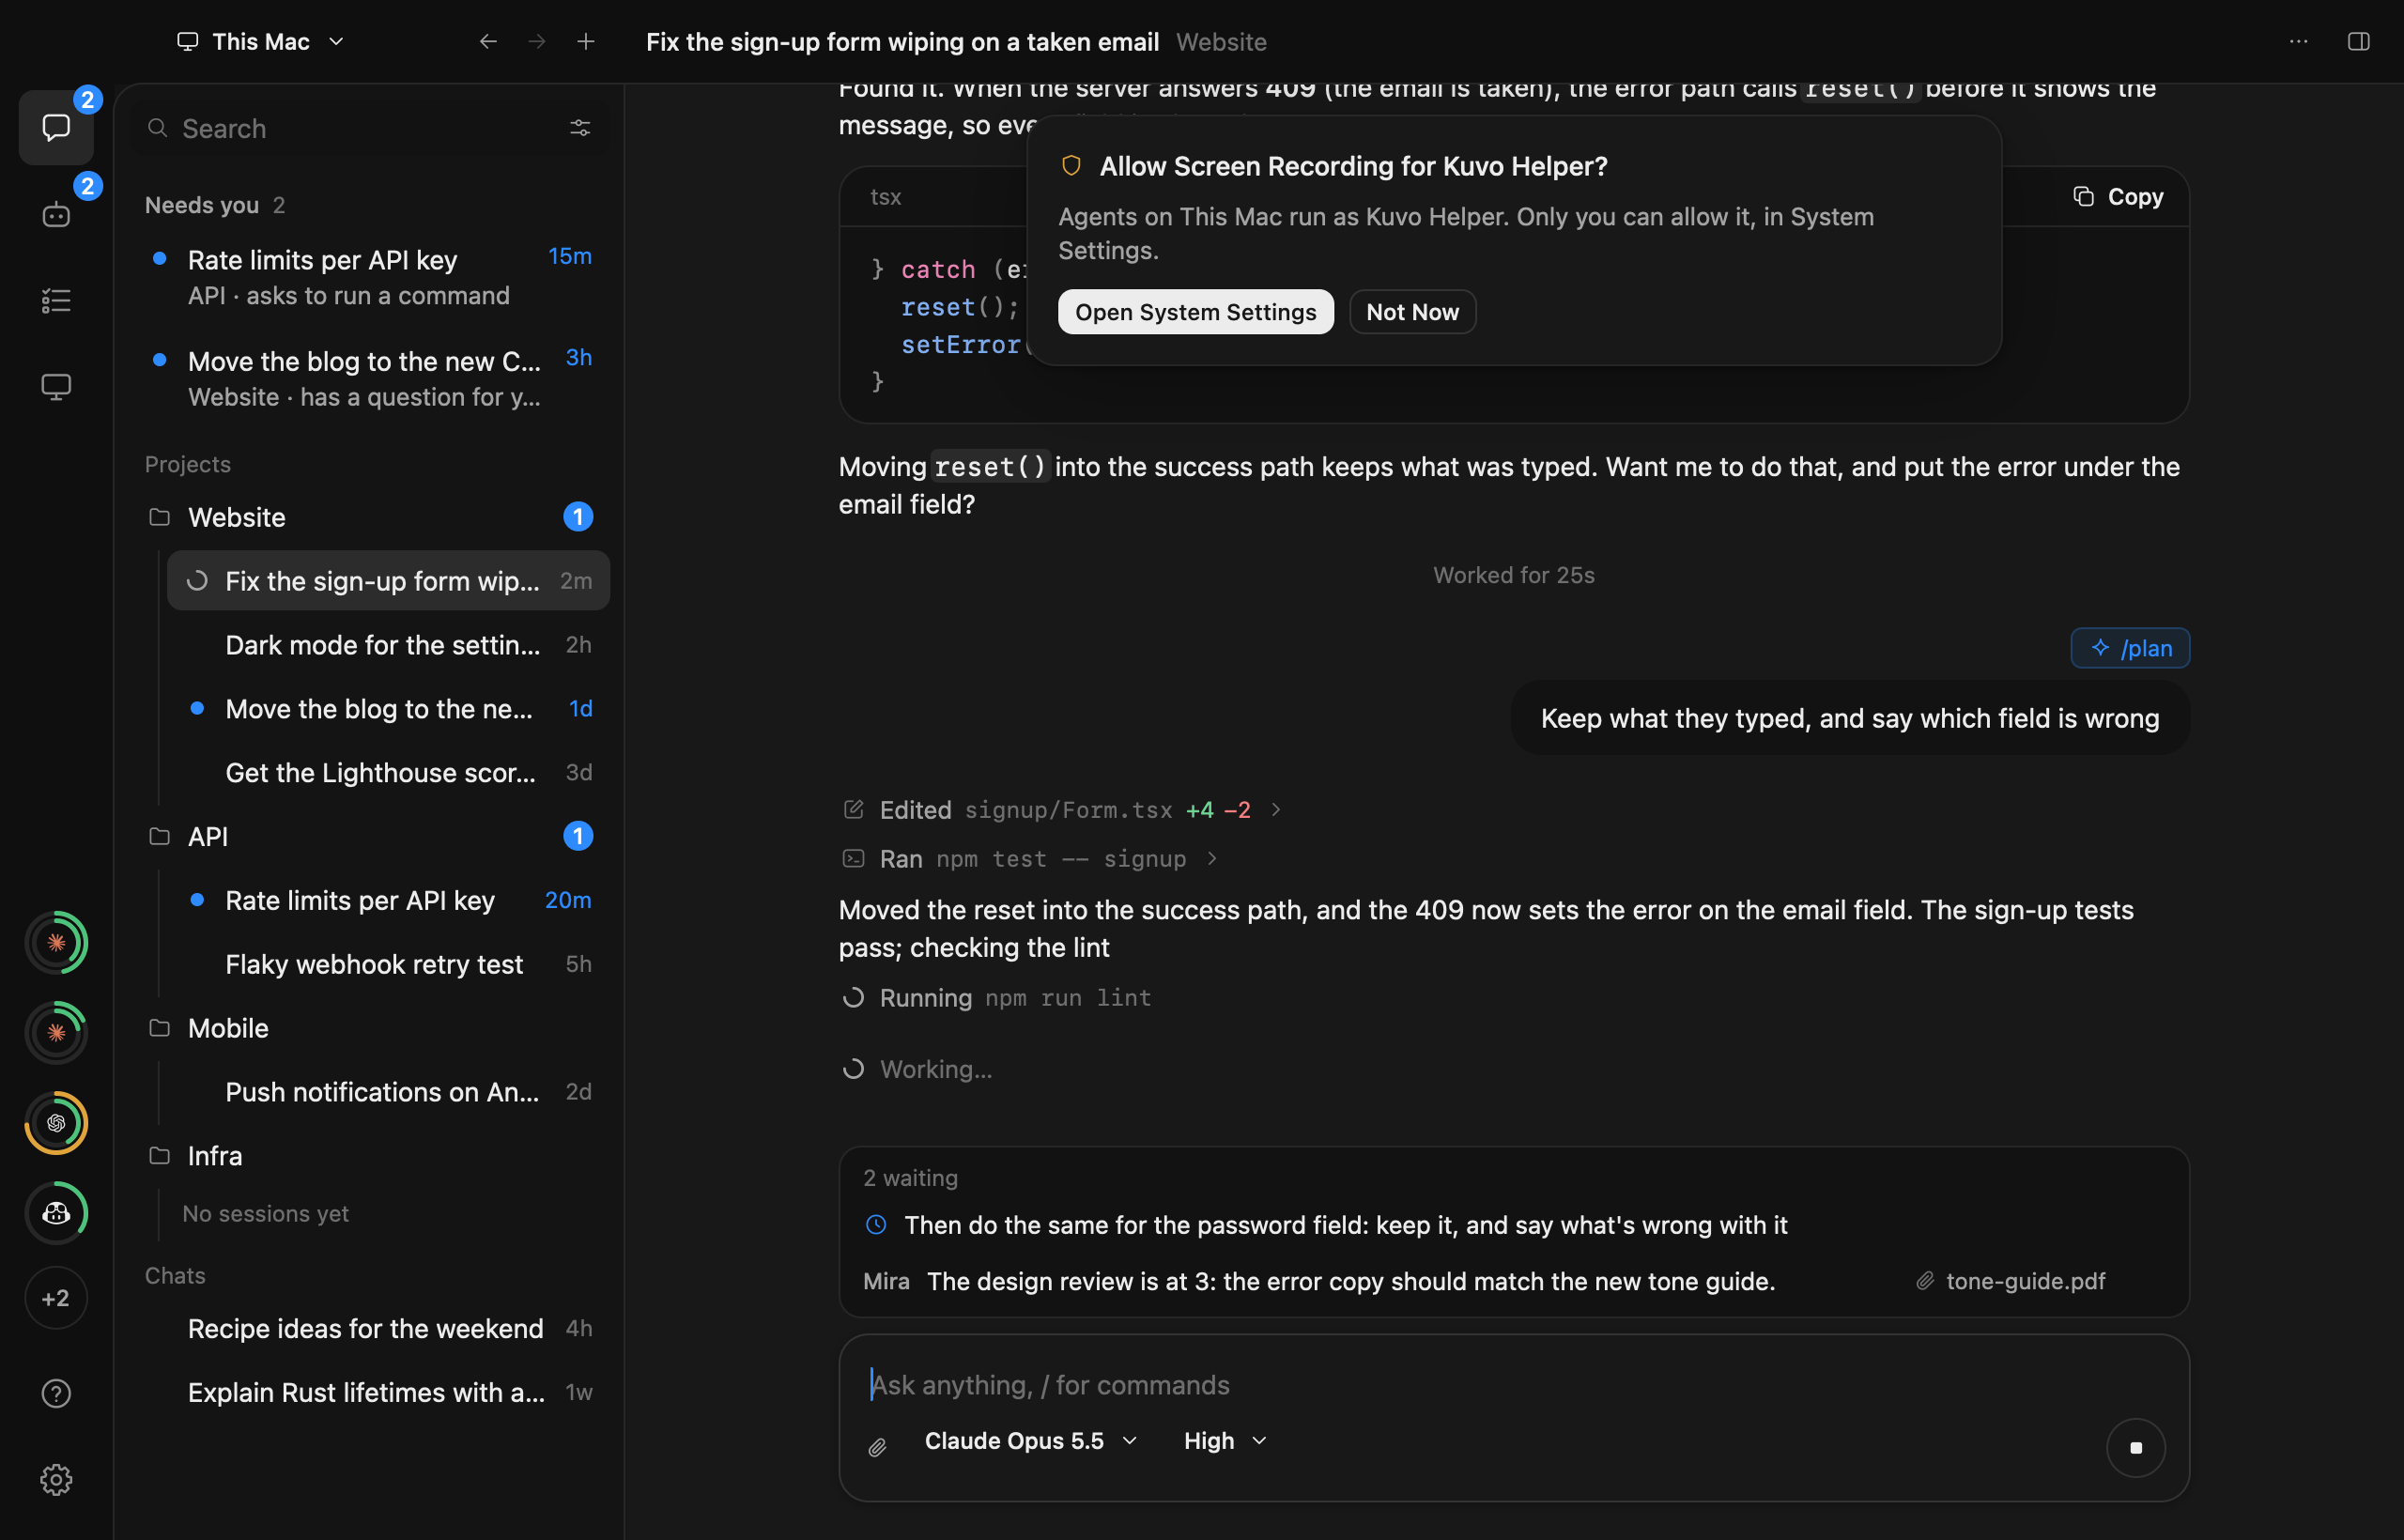 This Mac
Fix the sign-up form wiping on a taken email Website
2
2
Search
Needs you 2
Rate limits per API key 15m
API · asks to run a command
Move the blog to the new C... 3h
Website · has a question for y...
Projects
Website 1
Fix the sign-up form wip... 2m
Dark mode for the settin... 2h
Move the blog to the ne... 1d
Get the Lighthouse scor... 3d
API 1
Rate limits per API key 20m
Flaky webhook retry test 5h
Mobile
Push notifications on An... 2d
Infra
No sessions yet
Chats
Recipe ideas for the weekend 4h
Explain Rust lifetimes with a... 1w
+2
Found it. When the server answers 409 (the email is taken), the error path calls reset() before it shows the
message, so eve
Allow Screen Recording for Kuvo Helper?
Agents on This Mac run as Kuvo Helper. Only you can allow it, in System
Settings.
Open System Settings Not Now
tsx Copy
} catch (e
reset();
setError(
}
Moving reset() into the success path keeps what was typed. Want me to do that, and put the error under the
email field?
Worked for 25s
/plan
Keep what they typed, and say which field is wrong
Edited signup/Form.tsx +4 −2
Ran npm test -- signup
Moved the reset into the success path, and the 409 now sets the error on the email field. The sign-up tests
pass; checking the lint
Running npm run lint
Working...
2 waiting
Then do the same for the password field: keep it, and say what's wrong with it
Mira The design review is at 3: the error copy should match the new tone guide. tone-guide.pdf
Ask anything, / for commands
Claude Opus 5.5 High